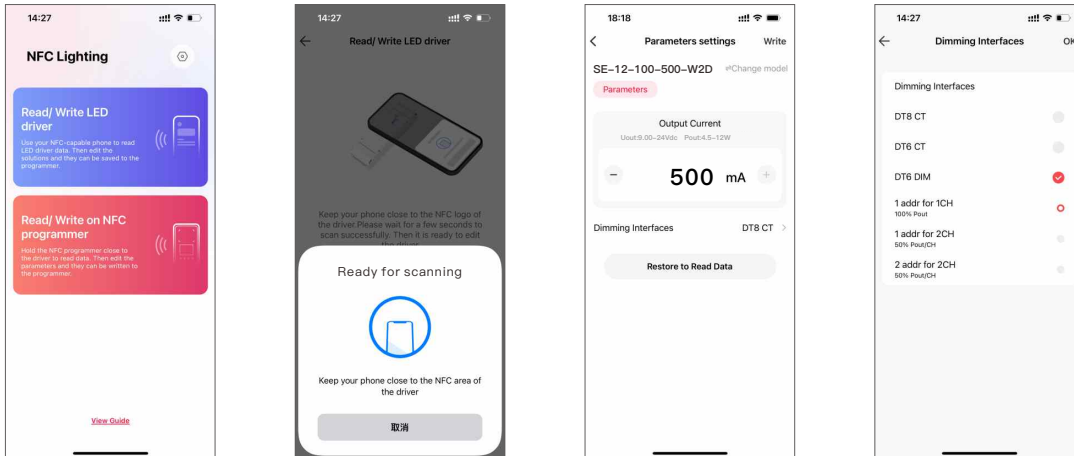 14:27
NFC Lighting
Read/ Write LED
driver
Use your NFC-capable phone to read
LED driver data. Then edit the
solutions and they can be saved to the
programmer.
Read/ Write on NFC
programmer
Hold the NFC programmer close to
the driver to read data. Then edit the
parameters and they can be written to
the programmer.
View Guide
14:27
Read/ Write LED driver
Keep your phone close to the NFC logo of
the driver.Please wait for a few seconds to
scan successfully. Then it is ready to edit
the driver
Ready for scanning
Keep your phone close to the NFC area of
the driver
取消
18:18
Parameters settings
Write
SE-12-100-500-W2D
⇌Change model
Parameters
Output Current
Uout:9.00-24Vdc Pout:4.5-12W
- 500 mA +
Dimming Interfaces DT8 CT >
Restore to Read Data
14:27
Dimming Interfaces
OK
Dimming Interfaces
DT8 CT
DT6 CT
DT6 DIM
1 addr for 1CH
100% Pout
1 addr for 2CH
50% Pout/CH
2 addr for 2CH
50% Pout/CH